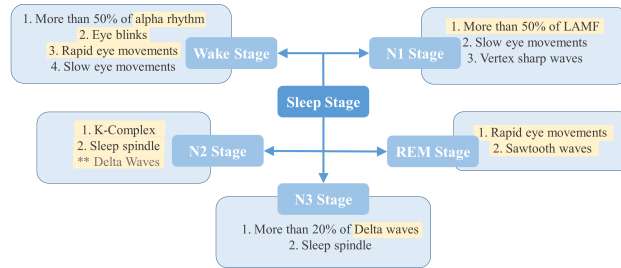 1. More than 50% of alpha rhythm
2. Eye blinks
3. Rapid eye movements
4. Slow eye movements
Wake Stage
N1 Stage
1. More than 50% of LAMF
2. Slow eye movements
3. Vertex sharp waves
Sleep Stage
1. K-Complex
2. Sleep spindle
** Delta Waves
N2 Stage
REM Stage
1. Rapid eye movements
2. Sawtooth waves
N3 Stage
1. More than 20% of Delta waves
2. Sleep spindle